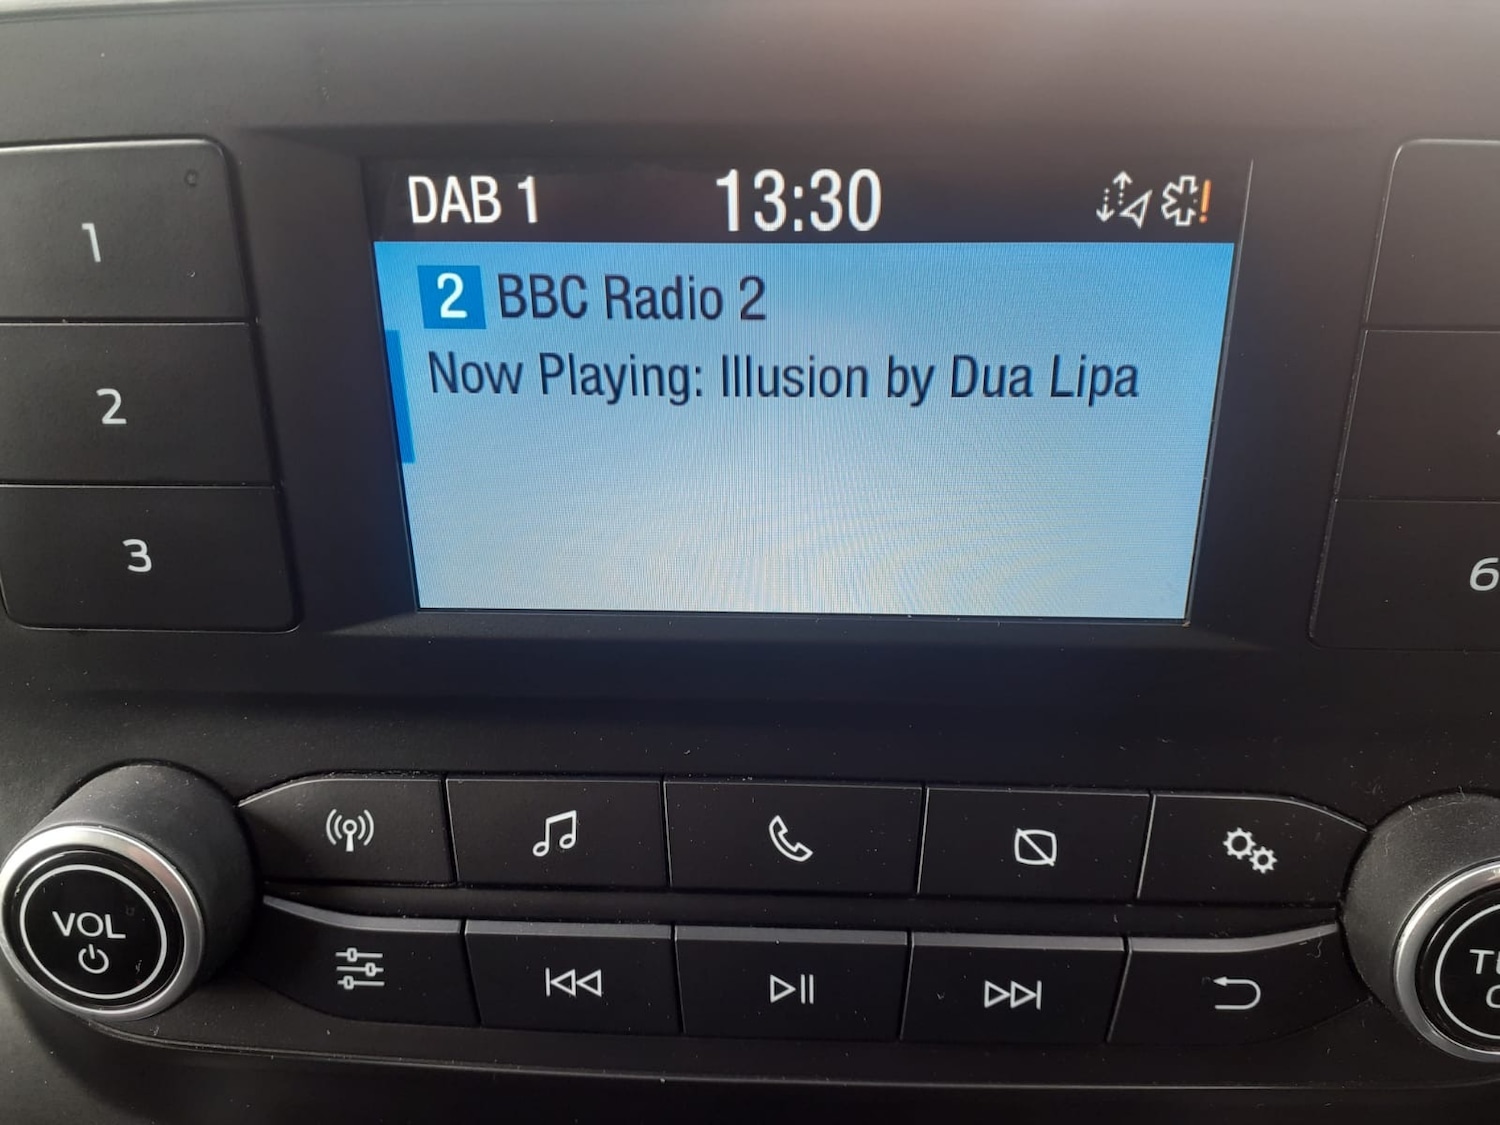 DAB 1 13:30
2 BBC Radio 2
Now Playing: Illusion by Dua Lipa
1
2
3
6
VOL